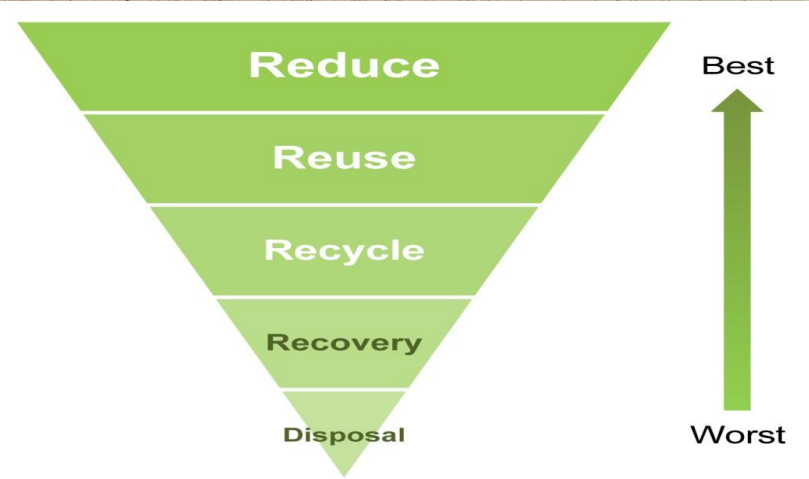 Reduce
Best
Reuse
Recycle
Recovery
Disposal
Worst